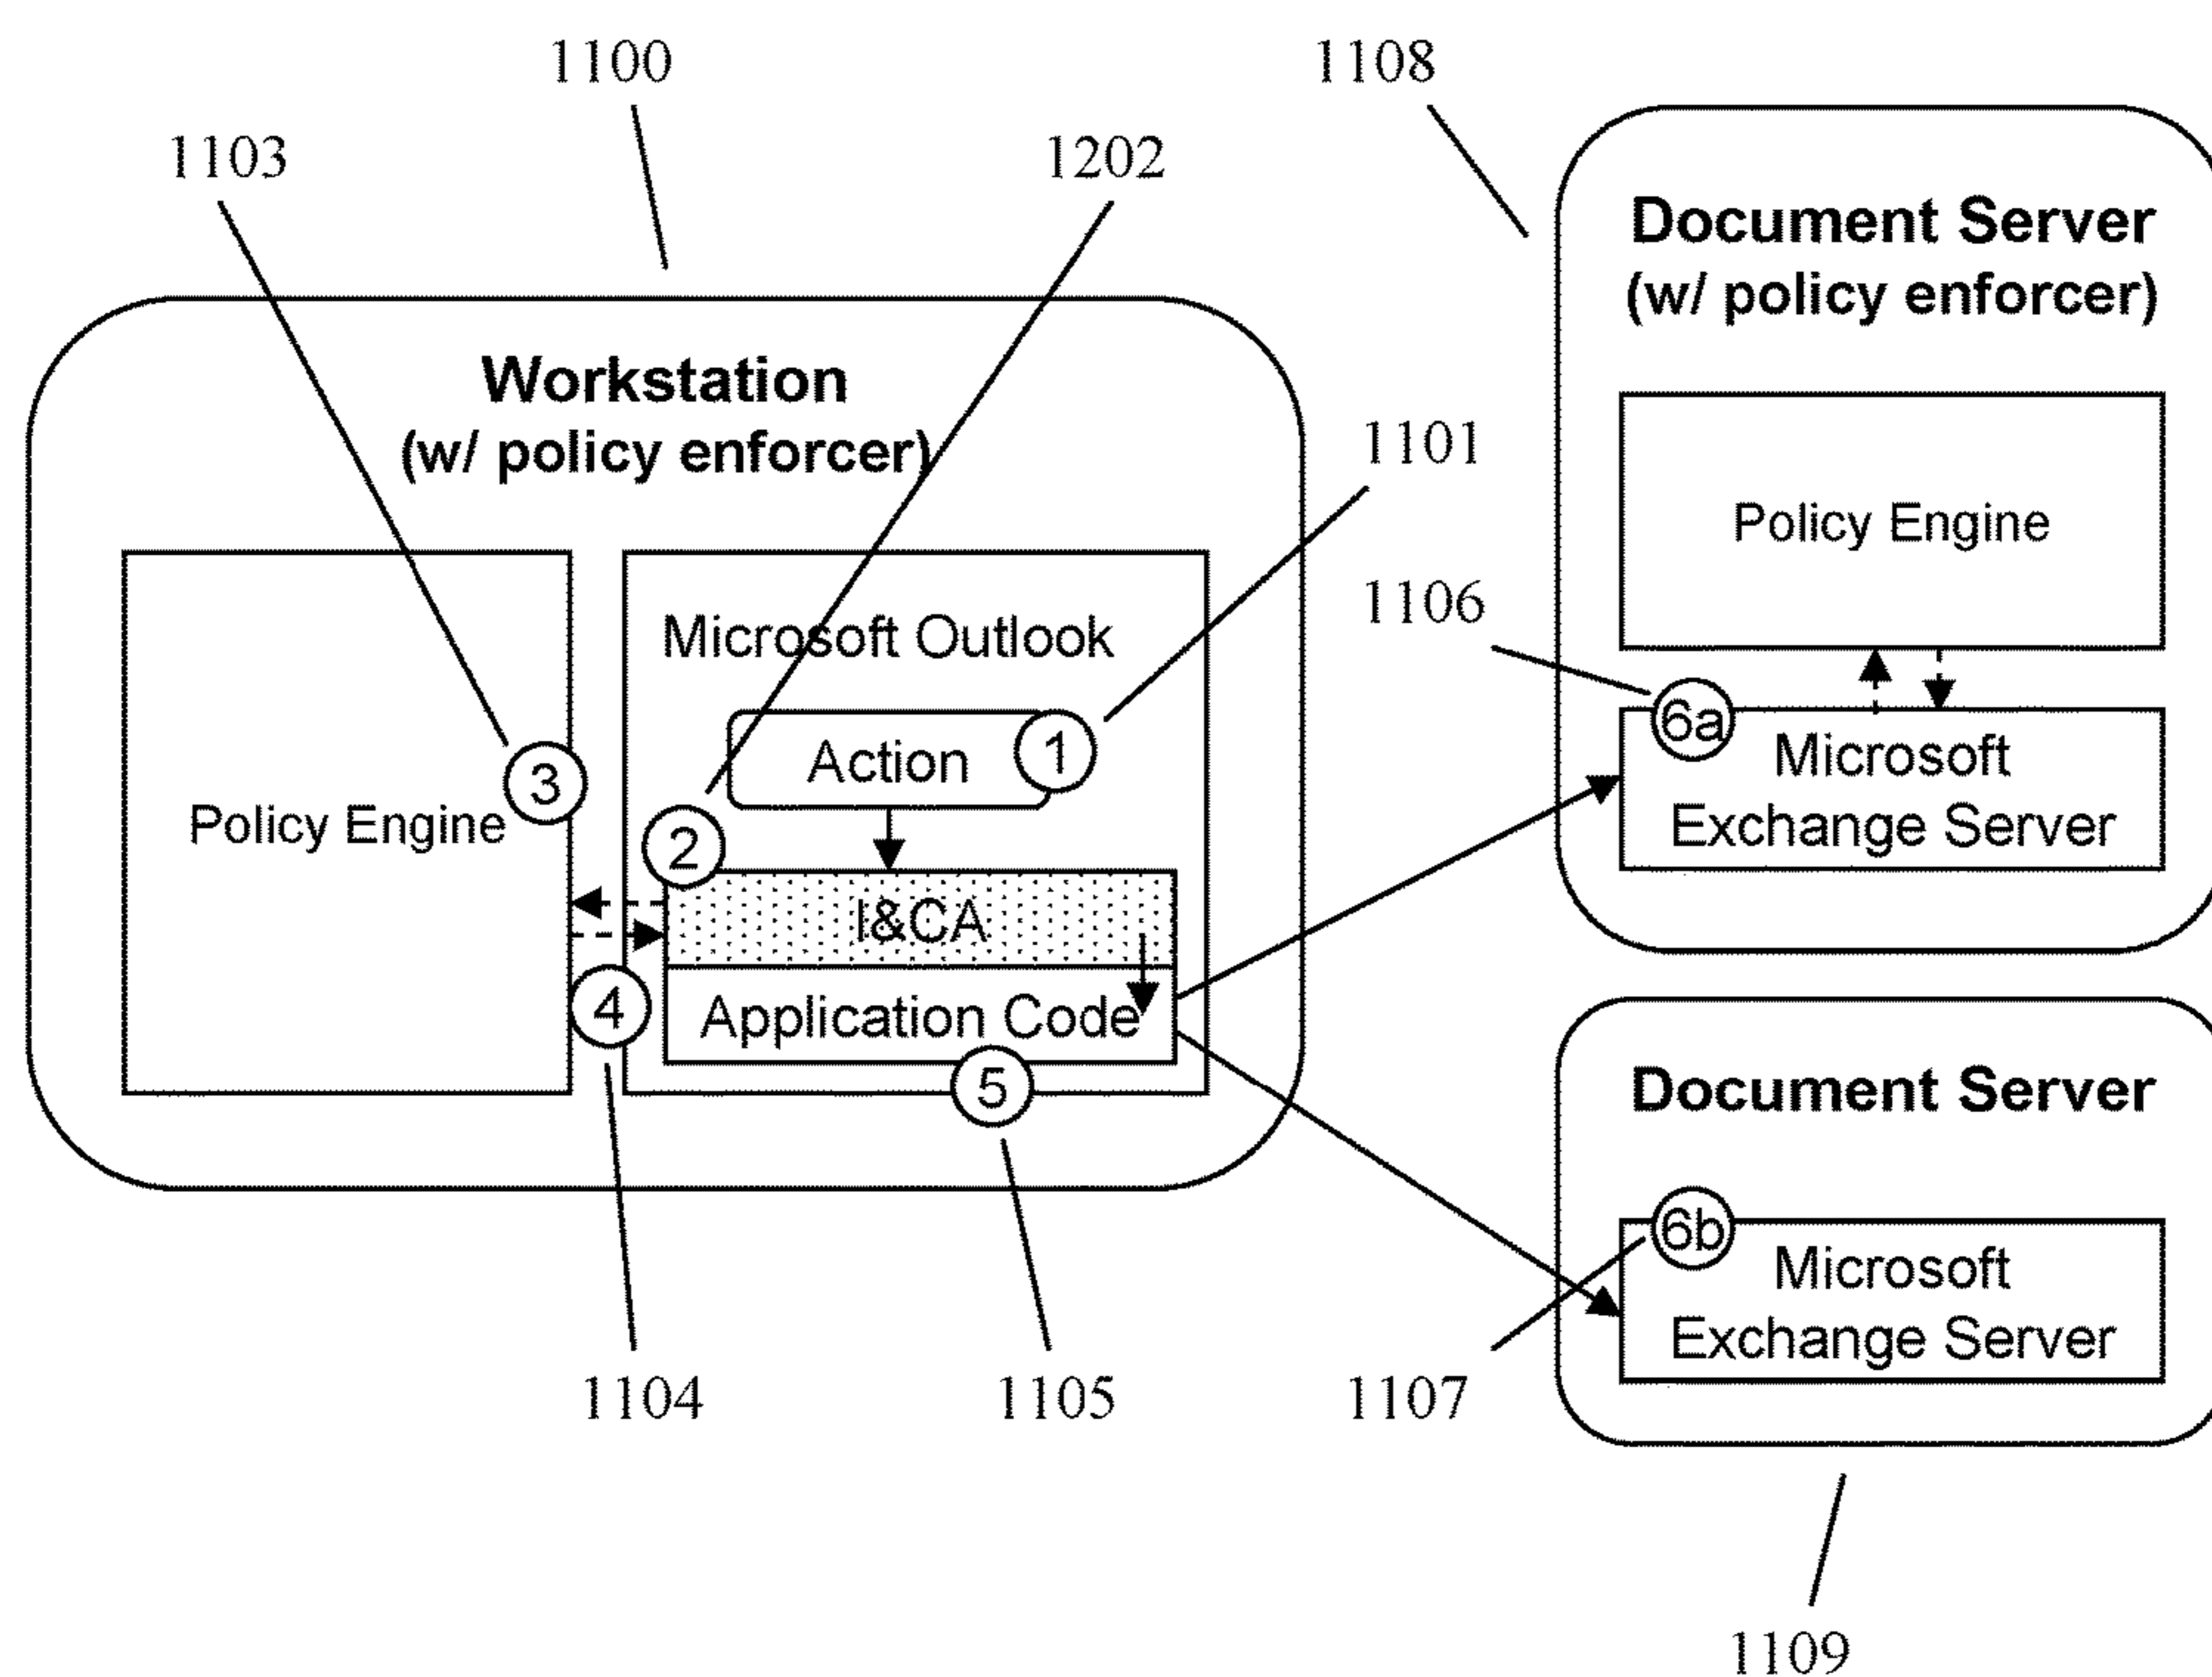 1100
1108
1103
1202
Document Server
(w/ policy enforcer)
Workstation
(w/ policy enforcer)
1101
Policy Engine
1106
Microsoft Outlook
6a
Action
1
Microsoft
Exchange Server
3
Policy Engine
2
I&CA
4
Application Code
5
Document Server
6b
Microsoft
Exchange Server
1104
1105
1107
1109